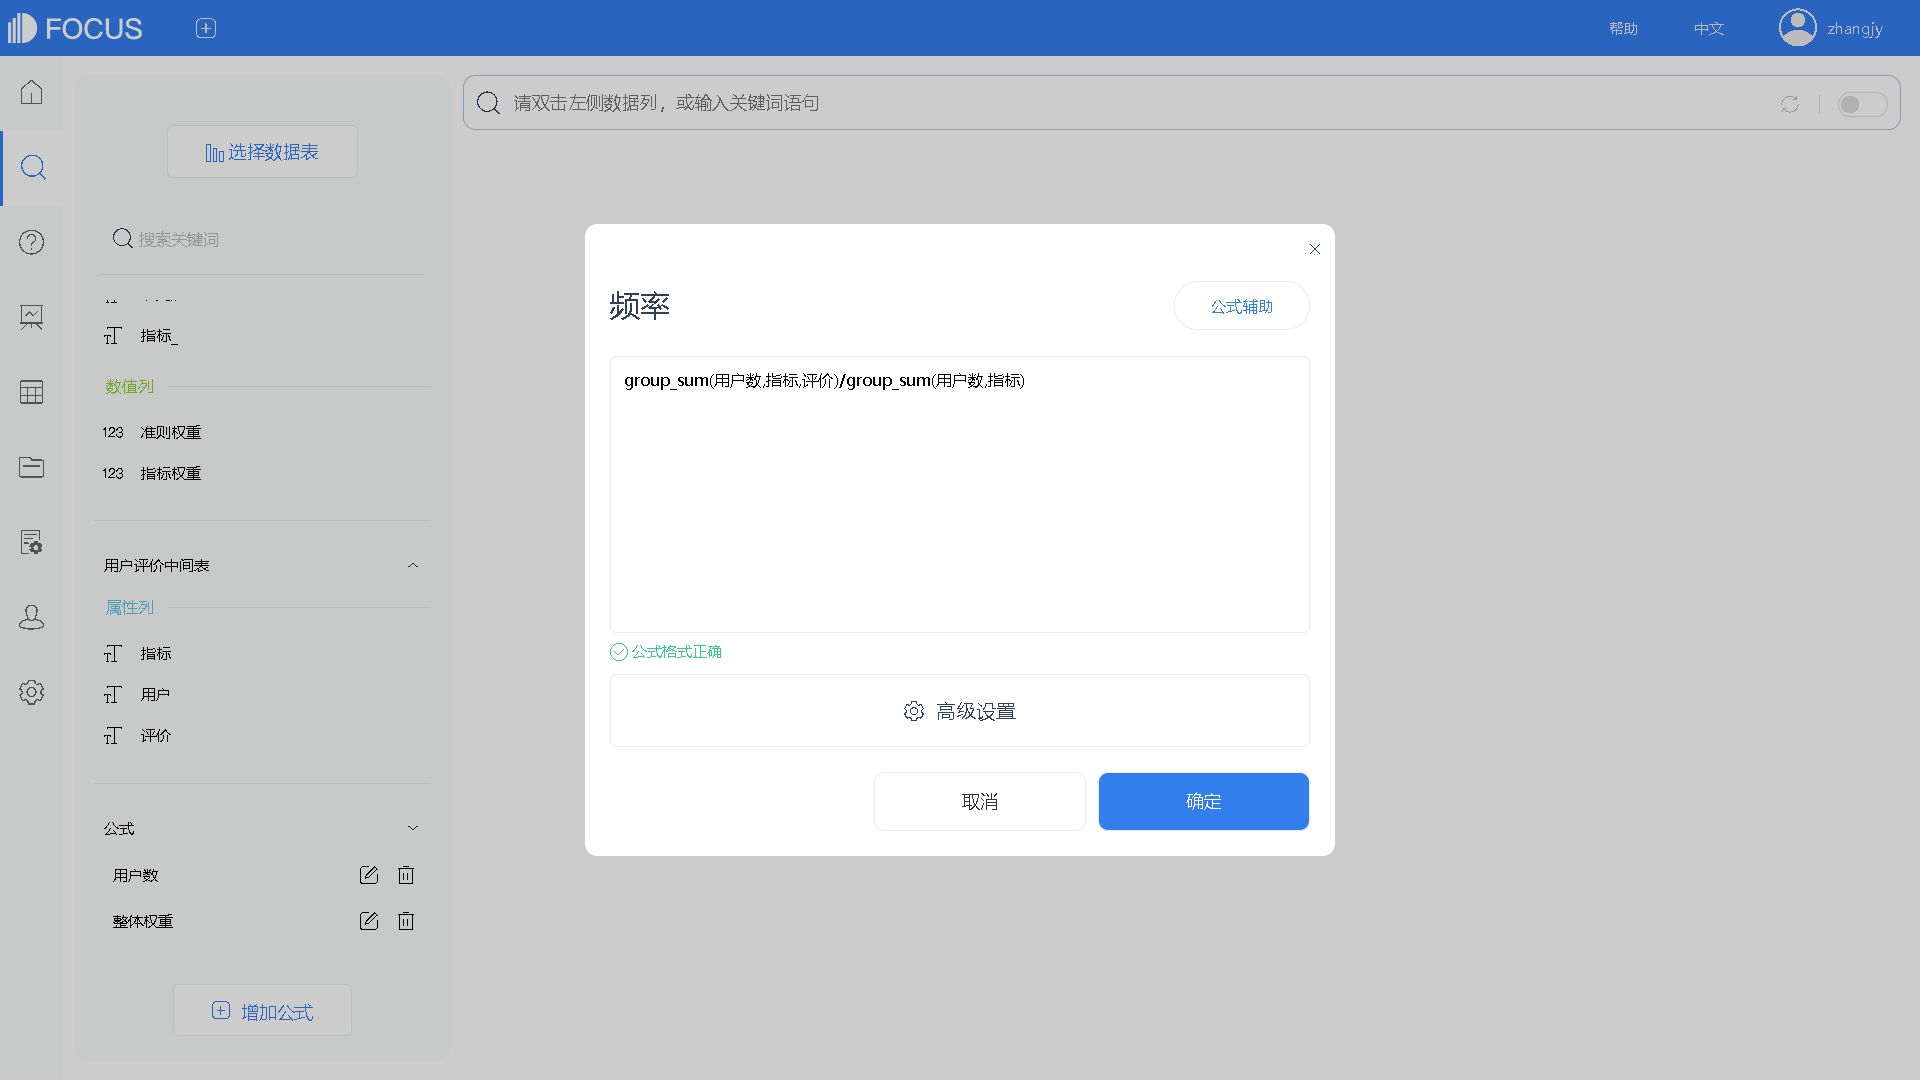 FOCUS
帮助
中文
zhangjy
选择数据表
请双击左侧数据列，或输入关键词语句
搜索关键词
指标_
数值列
123 准则权重
123 指标权重
用户评价中间表
属性列
指标
用户
评价
公式
用户数
整体权重
增加公式
频率
公式辅助
group_sum(用户数,指标,评价)/group_sum(用户数,指标)
公式格式正确
高级设置
取消
确定